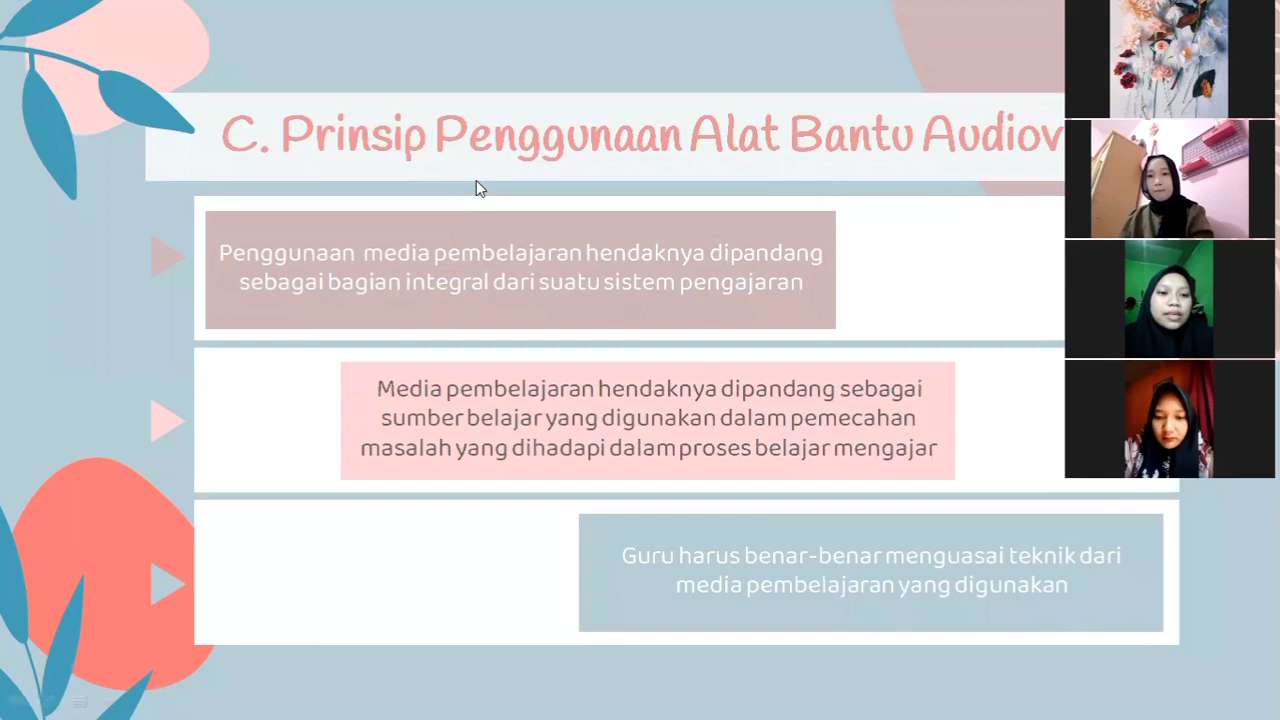 C. Prinsip Penggunaan Alat Bantu
Penggunaan media pembelajaran hendaknya dipandang
sebagai bagian integral dari suatu sistem pengajaran
Media pembelajaran hendaknya dipandang sebagai
sumber belajar yang digunakan dalam pemecahan
masalah yang dihadapi dalam proses belajar mengajar
Guru harus benar-benar menguasai teknik dari
media pembelajaran yang digunakan